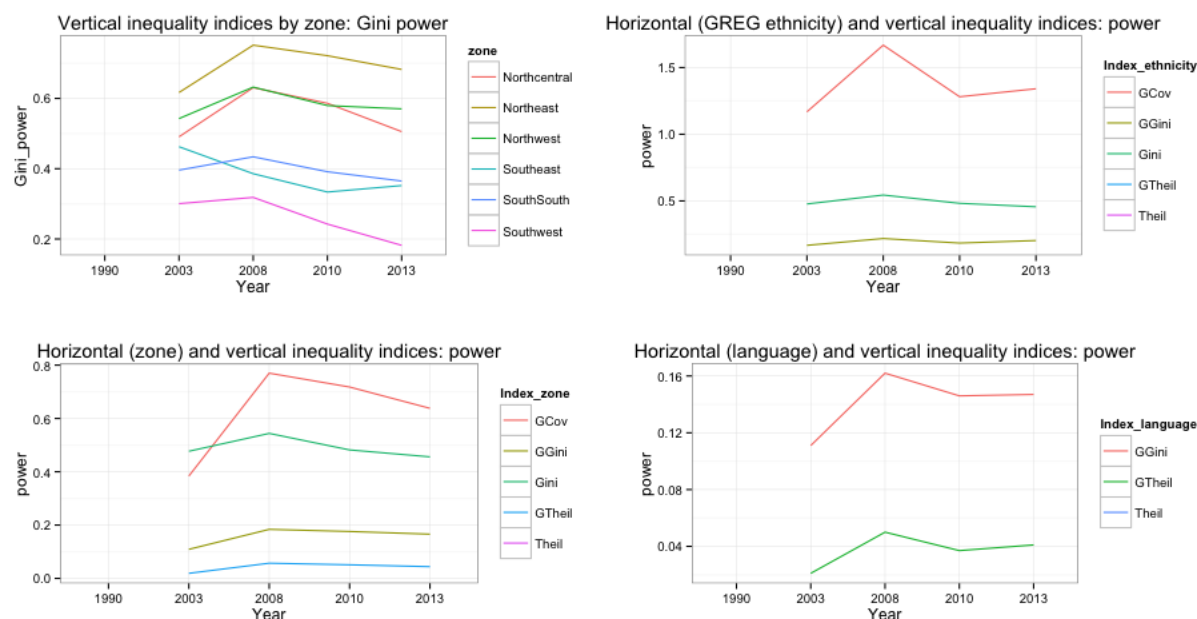 Vertical inequality indices by zone: Gini power
Gini_power
0.6
0.4
0.2
1990 2003 2008 2010 2013
Year
zone
Northcentral
Northeast
Northwest
Southeast
SouthSouth
Southwest
Horizontal (GREG ethnicity) and vertical inequality indices: power
power
1.5
1.0
0.5
1990 2003 2008 2010 2013
Year
Index_ethnicity
GCov
GGini
Gini
GTheil
Theil
Horizontal (zone) and vertical inequality indices: power
power
0.8
0.6
0.4
0.2
0.0
1990 2003 2008 2010 2013
Year
Index_zone
GCov
GGini
Gini
GTheil
Theil
Horizontal (language) and vertical inequality indices: power
power
0.16
0.12
0.08
0.04
1990 2003 2008 2010 2013
Year
Index_language
GGini
GTheil
Theil